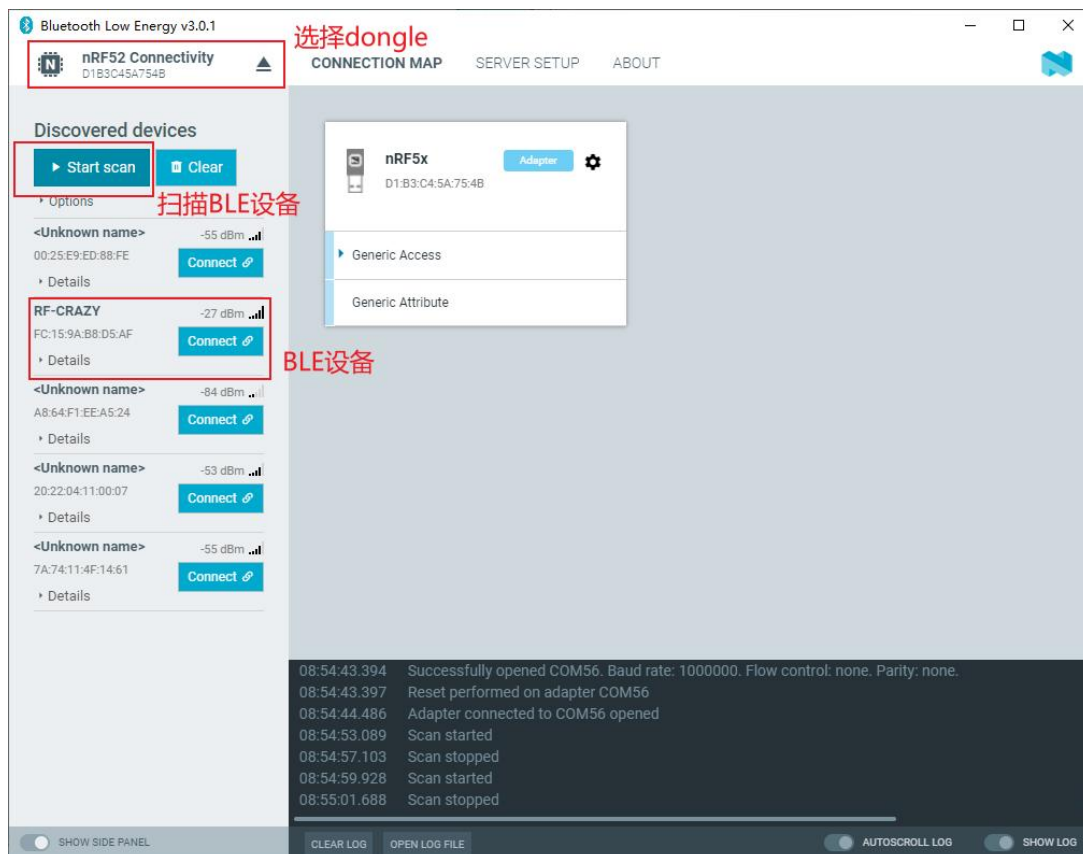 Bluetooth Low Energy v3.0.1
选择dongle
nRF52 Connectivity
D1B3C45A754B
CONNECTION MAP SERVER SETUP ABOUT
Discovered devices
Start scan Clear
扫描BLE设备
Options
<Unknown name> -55 dBm
00:25:E9:ED:88:FE
Connect
Details
RF-CRAZY -27 dBm
FC:15:9A:B8:D5:AF
Connect
Details
BLE设备
<Unknown name> -84 dBm
A8:64:F1:EE:A5:24
Connect
Details
<Unknown name> -53 dBm
20:22:04:11:00:07
Connect
Details
<Unknown name> -55 dBm
7A:74:11:4F:14:61
Connect
Details
nRF5x Adapter
D1:B3:C4:5A:75:4B
Generic Access
Generic Attribute
08:54:43.394 Successfully opened COM56. Baud rate: 1000000. Flow control: none. Parity: none.
08:54:43.397 Reset performed on adapter COM56
08:54:44.486 Adapter connected to COM56 opened
08:54:53.089 Scan started
08:54:57.103 Scan stopped
08:54:59.928 Scan started
08:55:01.688 Scan stopped
SHOW SIDE PANEL CLEAR LOG OPEN LOG FILE AUTOSCROLL LOG SHOW LOG